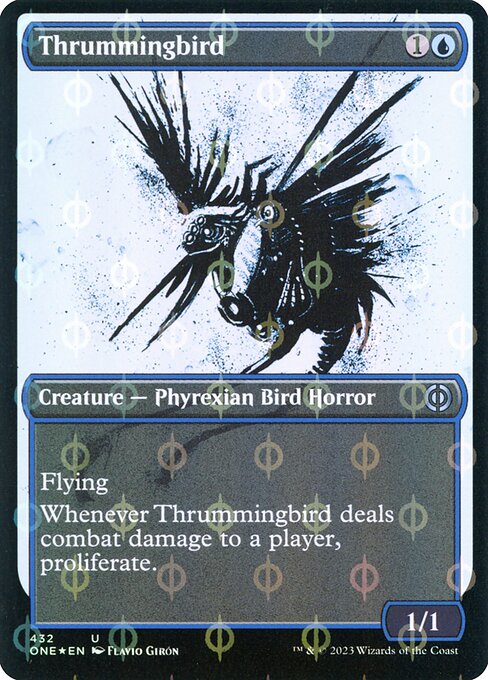 Thrummingbird
1
Creature — Phyrexian Bird Horror
Flying
Whenever Thrummingbird deals
combat damage to a player,
proliferate.
1/1
432 U
ONE★EN Flavio Girón
™ & © 2023 Wizards of the Coast